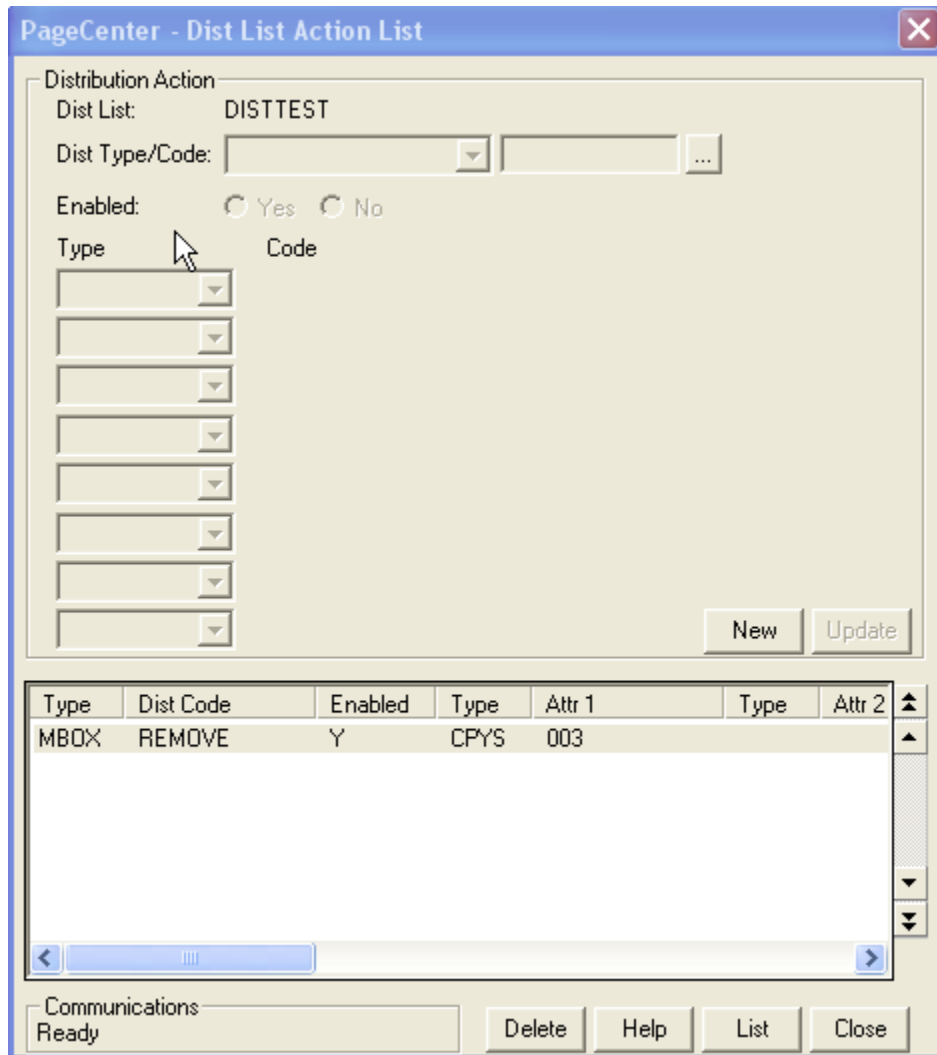 PageCenter - Dist List Action List
Distribution Action
Dist List: DISTTEST
Dist Type/Code: ...
Enabled: Yes No
Type Code
New Update
Type Dist Code Enabled Type Attr 1 Type Attr 2
MBOX REMOVE Y CPYS 003
Communications
Ready
Delete Help List Close